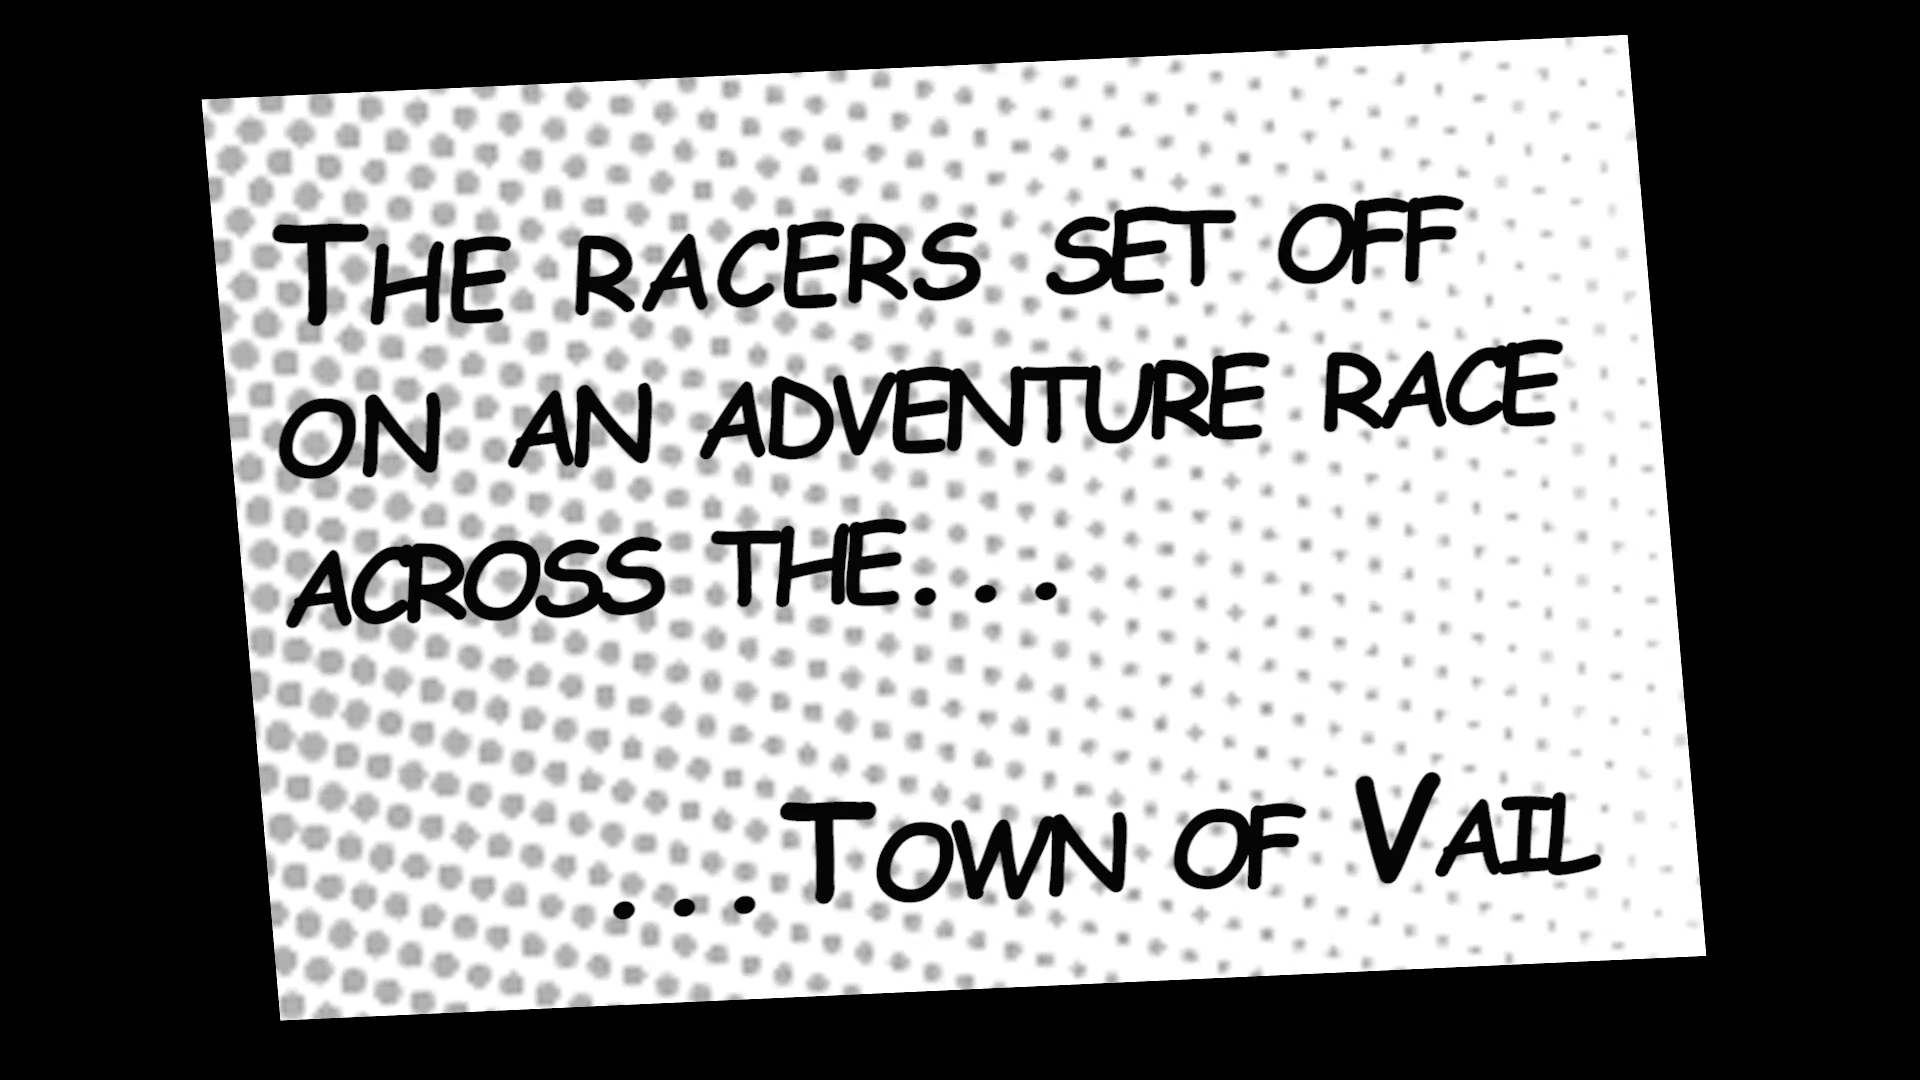 THE RACERS SET OFF
ON AN ADVENTURE RACE
ACROSS THE...
...TOWN OF VAIL